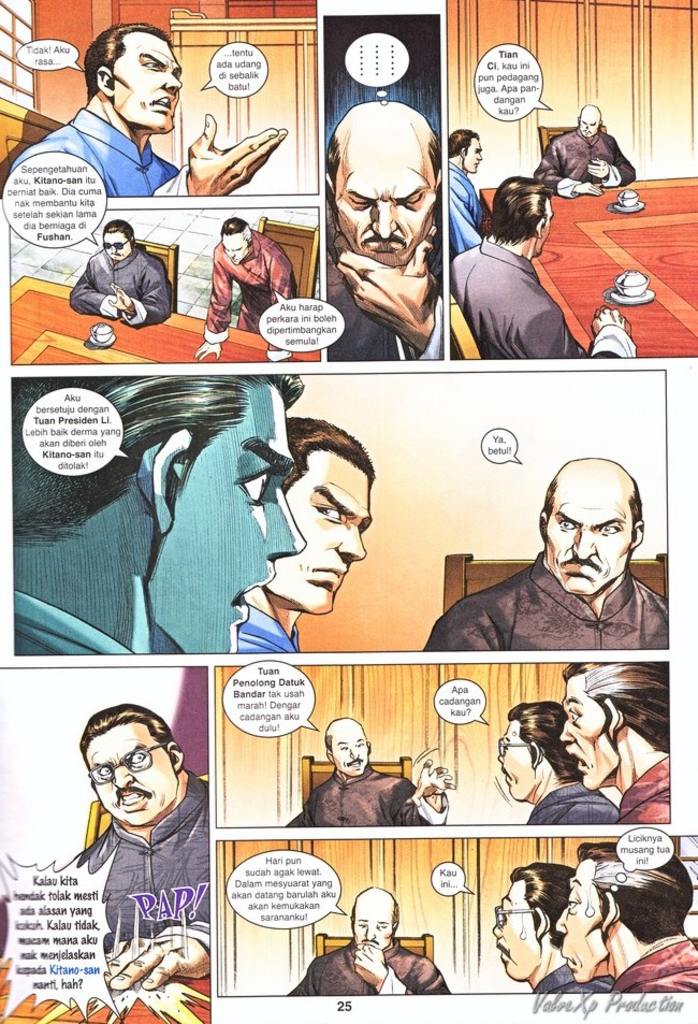 Tidak! Aku
rasa...
...tentu
ada udang
di sebalik
batu!
Sepengetahuan
aku, Kitano-san itu
berniat baik. Dia cuma
nak membantu kita
setelah sekian lama
dia berniaga di
Fushan.
Aku harap
perkara ini boleh
dipertimbangkan
semula!
Tian
Ci, kau ini
pun pedagang
juga. Apa pan-
dangan
kau?
Aku
bersetuju dengan
Tuan Presiden Li.
Lebih baik derma yang
akan diberi oleh
Kitano-san itu
ditolak!
Ya,
betul!
Kalau kita
hendak tolak mesti
ada alasan yang
kukuh. Kalau tidak,
macam mana aku
nak menjelaskan
kepada Kitano-san
nanti, hah?
PAP!
Tuan
Penolong Datuk
Bandar tak usah
marah! Dengar
cadangan aku
dulu!
Apa
cadangan
kau?
Hari pun
sudah agak lewat.
Dalam mesyuarat yang
akan datang barulah aku
akan kemukakan
sarananku!
Kau
ini...
Liciknya
musang tua
ini!
25
ValveXp Production